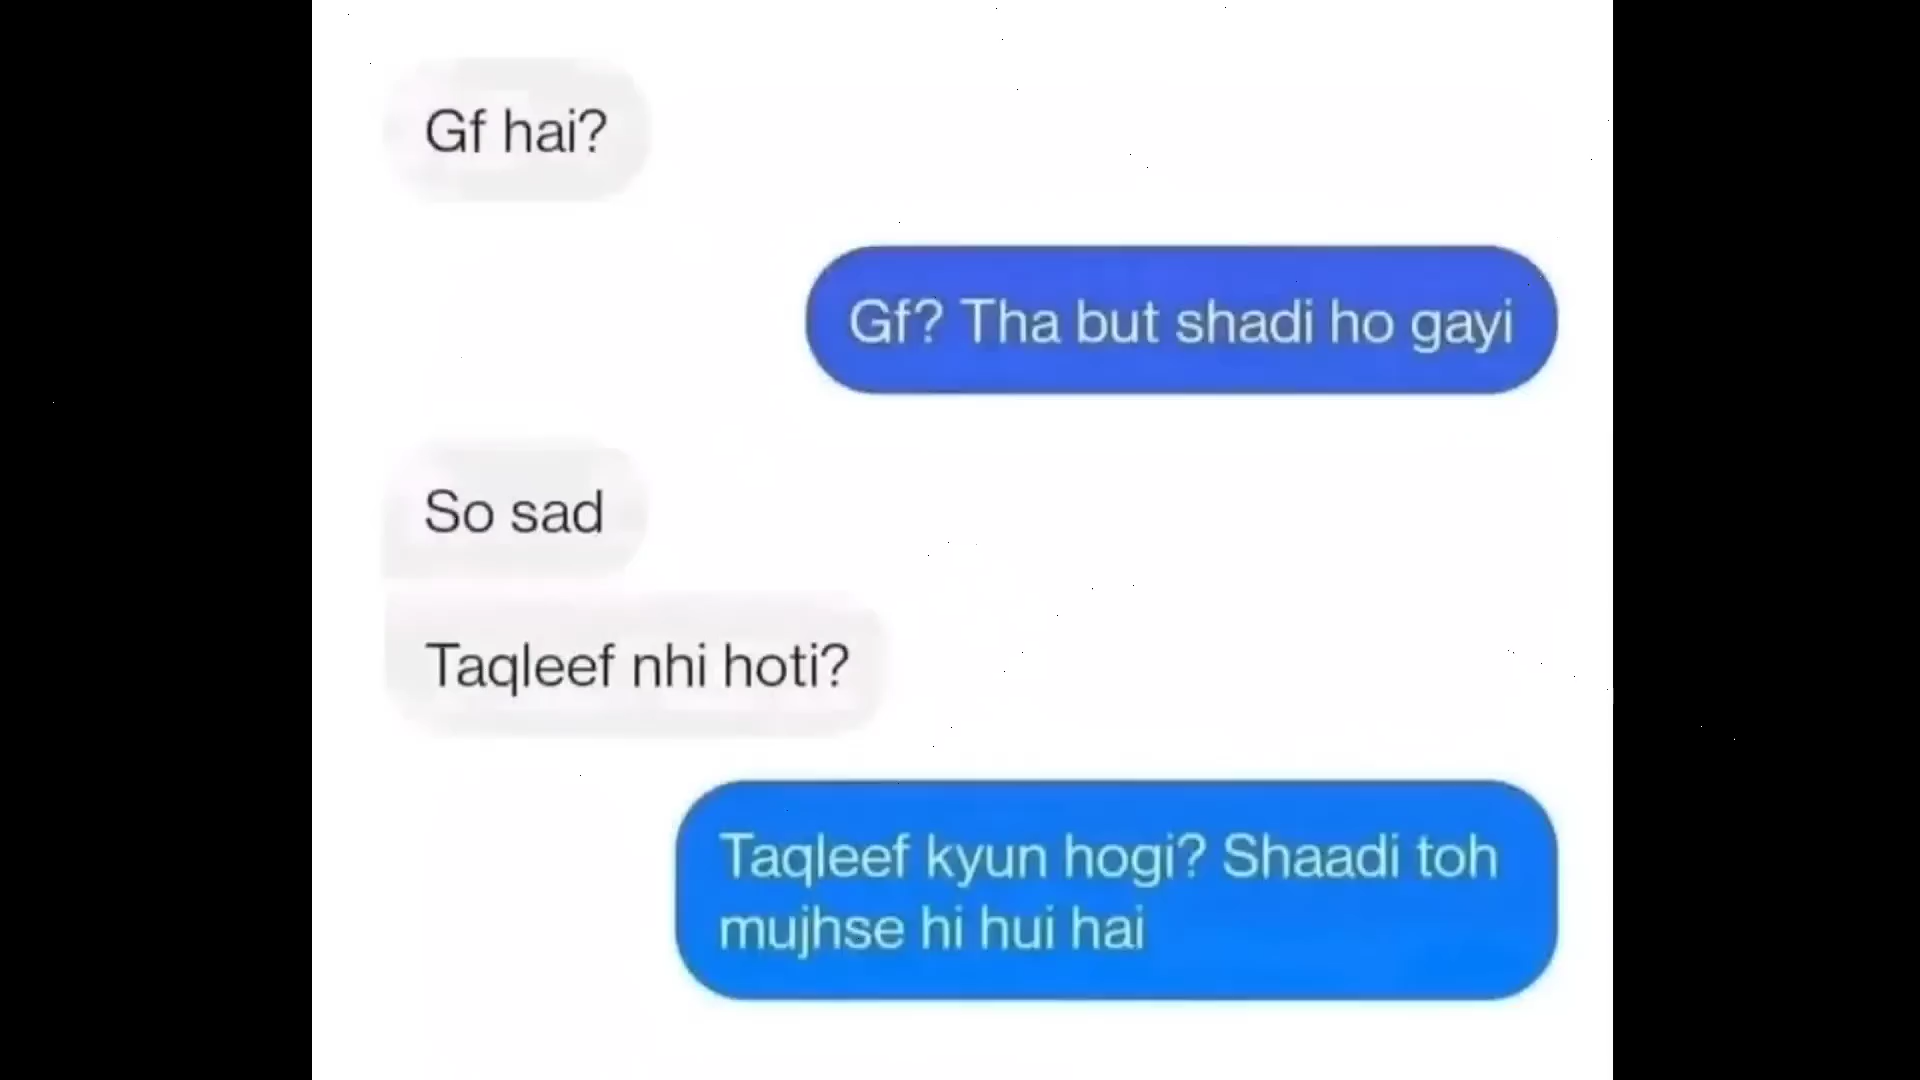 Gf hai?
Gf? Tha but shadi ho gayi
So sad
Taqleef nhi hoti?
Taqleef kyun hogi? Shaadi toh
mujhse hi hui hai